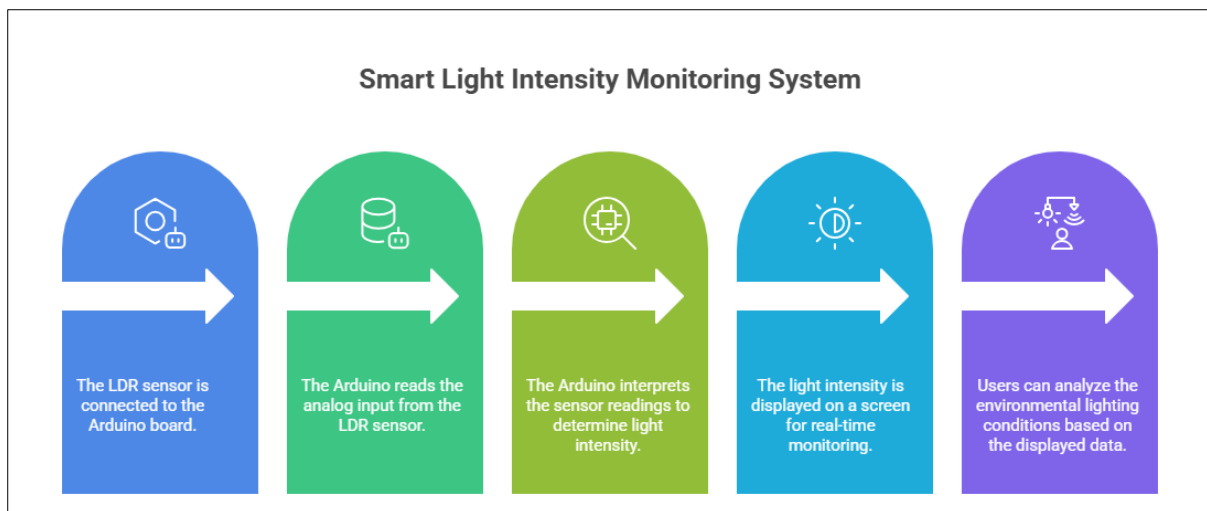 Smart Light Intensity Monitoring System
The LDR sensor is
connected to the
Arduino board.
The Arduino reads the
analog input from the
LDR sensor.
The Arduino interprets
the sensor readings to
determine light
intensity.
The light intensity is
displayed on a screen
for real-time
monitoring.
Users can analyze the
environmental lighting
conditions based on
the displayed data.